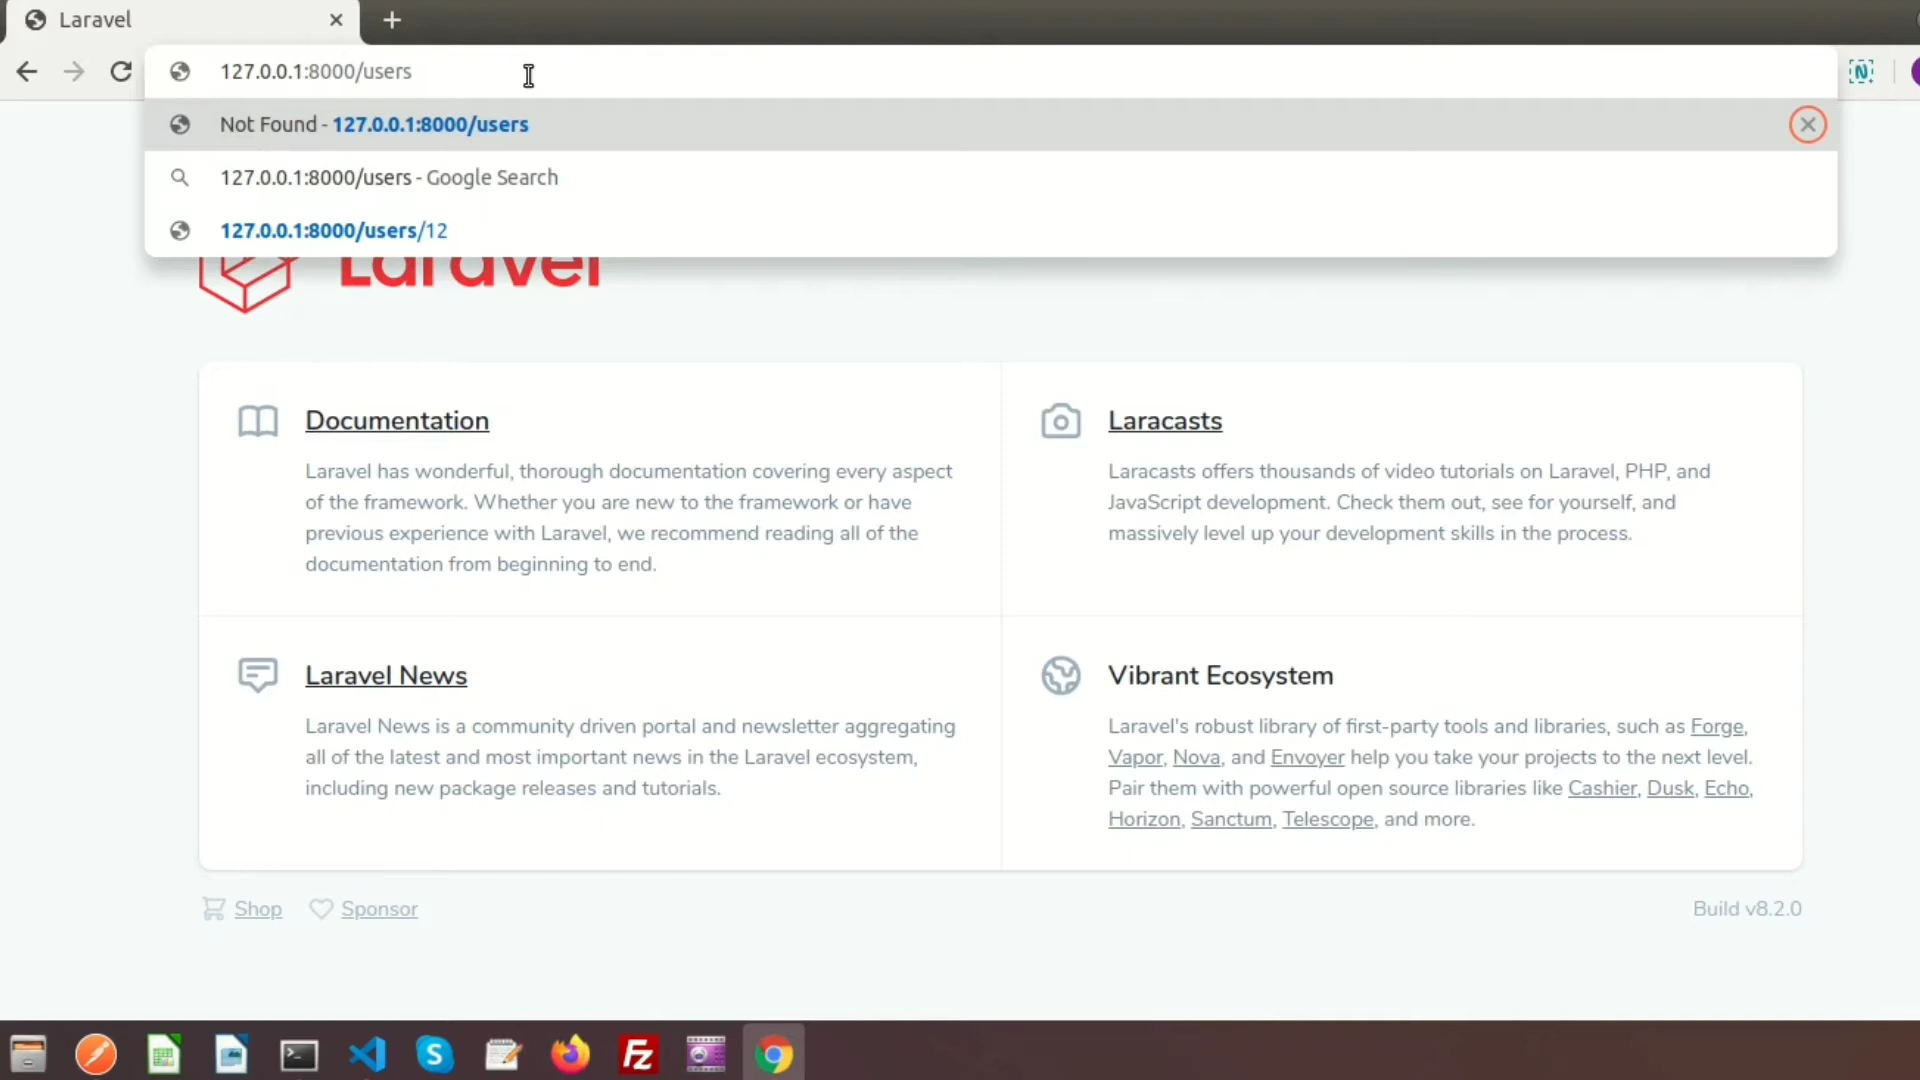 Laravel
127.0.0.1:8000/users
Not Found - 127.0.0.1:8000/users
127.0.0.1:8000/users - Google Search
127.0.0.1:8000/users/12
Laravel
Documentation
Laravel has wonderful, thorough documentation covering every aspect
of the framework. Whether you are new to the framework or have
previous experience with Laravel, we recommend reading all of the
documentation from beginning to end.
Laracasts
Laracasts offers thousands of video tutorials on Laravel, PHP, and
JavaScript development. Check them out, see for yourself, and
massively level up your development skills in the process.
Laravel News
Laravel News is a community driven portal and newsletter aggregating
all of the latest and most important news in the Laravel ecosystem,
including new package releases and tutorials.
Vibrant Ecosystem
Laravel's robust library of first-party tools and libraries, such as Forge,
Vapor, Nova, and Envoyer help you take your projects to the next level.
Pair them with powerful open source libraries like Cashier, Dusk, Echo,
Horizon, Sanctum, Telescope, and more.
Shop
Sponsor
Build v8.2.0